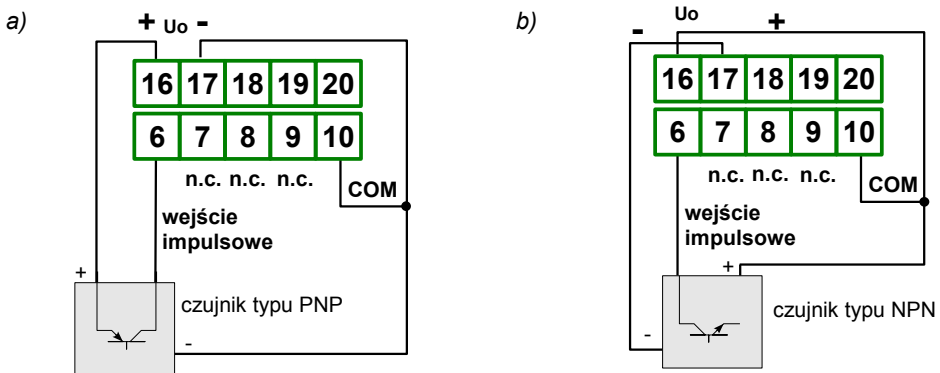 a)
+ Uo -
16 17 18 19 20
6 7 8 9 10
n.c. n.c. n.c.
COM
wejście
impulsowe
+
czujnik typu PNP
-
b)
- Uo +
16 17 18 19 20
6 7 8 9 10
n.c. n.c. n.c.
COM
wejście
impulsowe
+
czujnik typu NPN
-